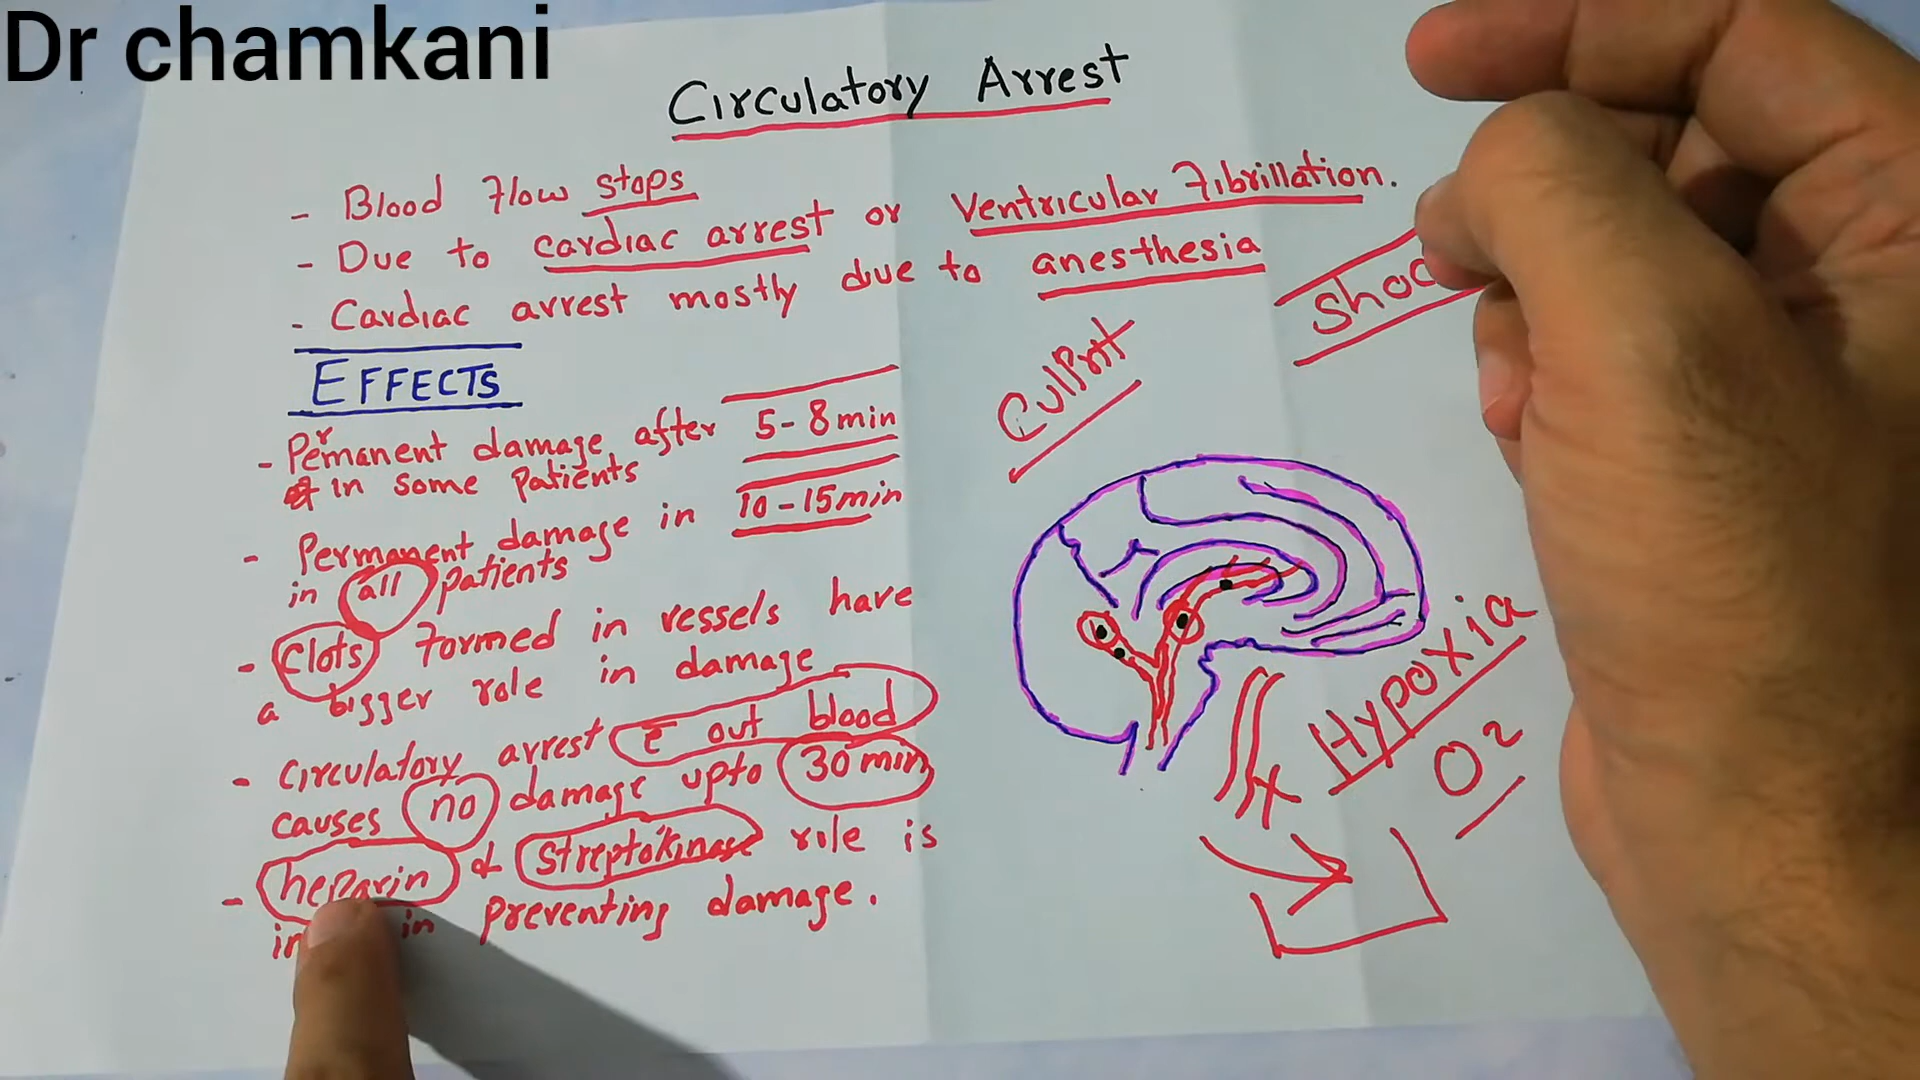 Dr chamkani
Circulatory Arrest
- Blood flow stops
- Due to cardiac arrest or Ventricular Fibrillation.
- Cardiac arrest mostly due to anesthesia
Shoc
Culprit
EFFECTS
- Permanent damage after 5-8 min
in some patients
- Permanent damage in 10-15 min
in all patients
- Clots formed in vessels have
a bigger role in damage
- Circulatory arrest c̄ out blood
causes no damage upto 30 min
- heparin & streptokinase role is
in preventing damage.
Hypoxia
O2